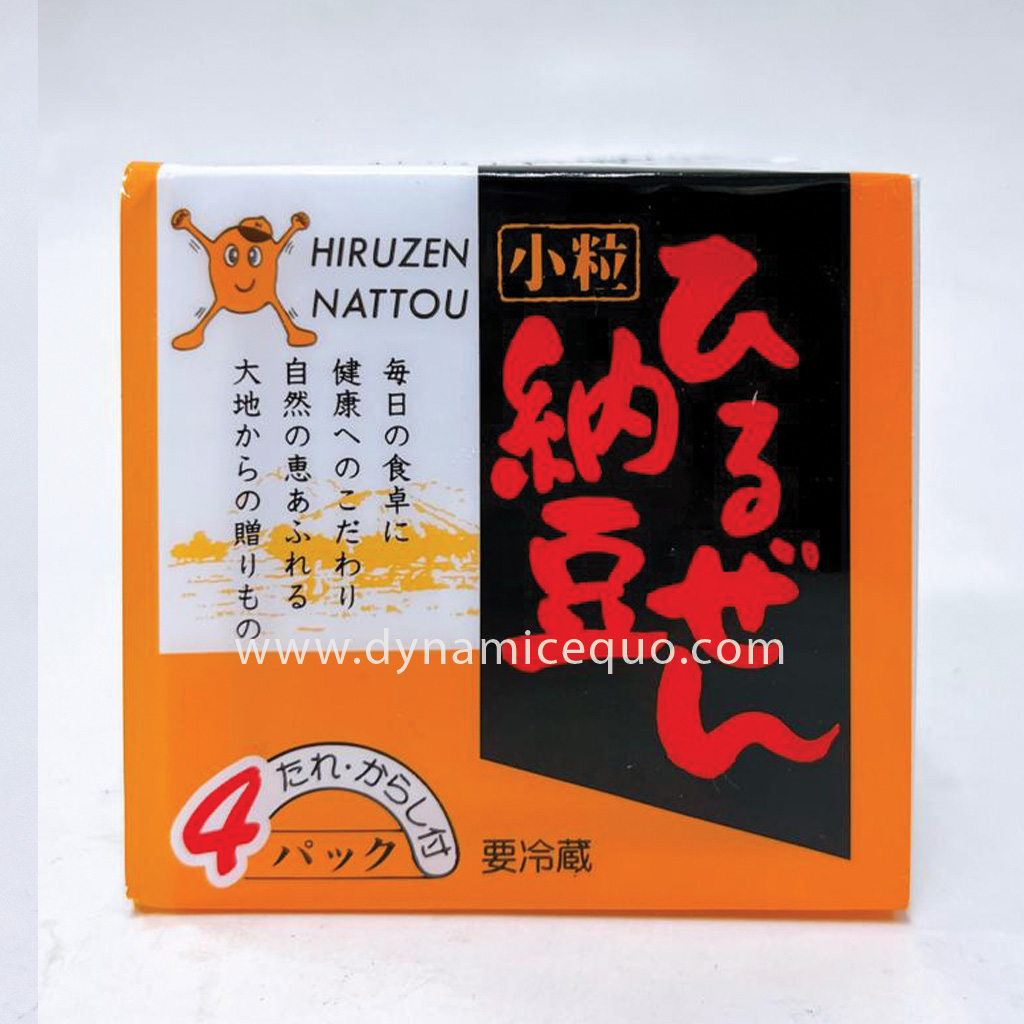 HIRUZEN
NATTOU
小粒
ひるぜん
納豆
毎日の食卓に
健康へのこだわり
自然の恵あふれる
大地からの贈りもの
www.dynamicequo.com
たれ・からし付
4
パック
要冷蔵